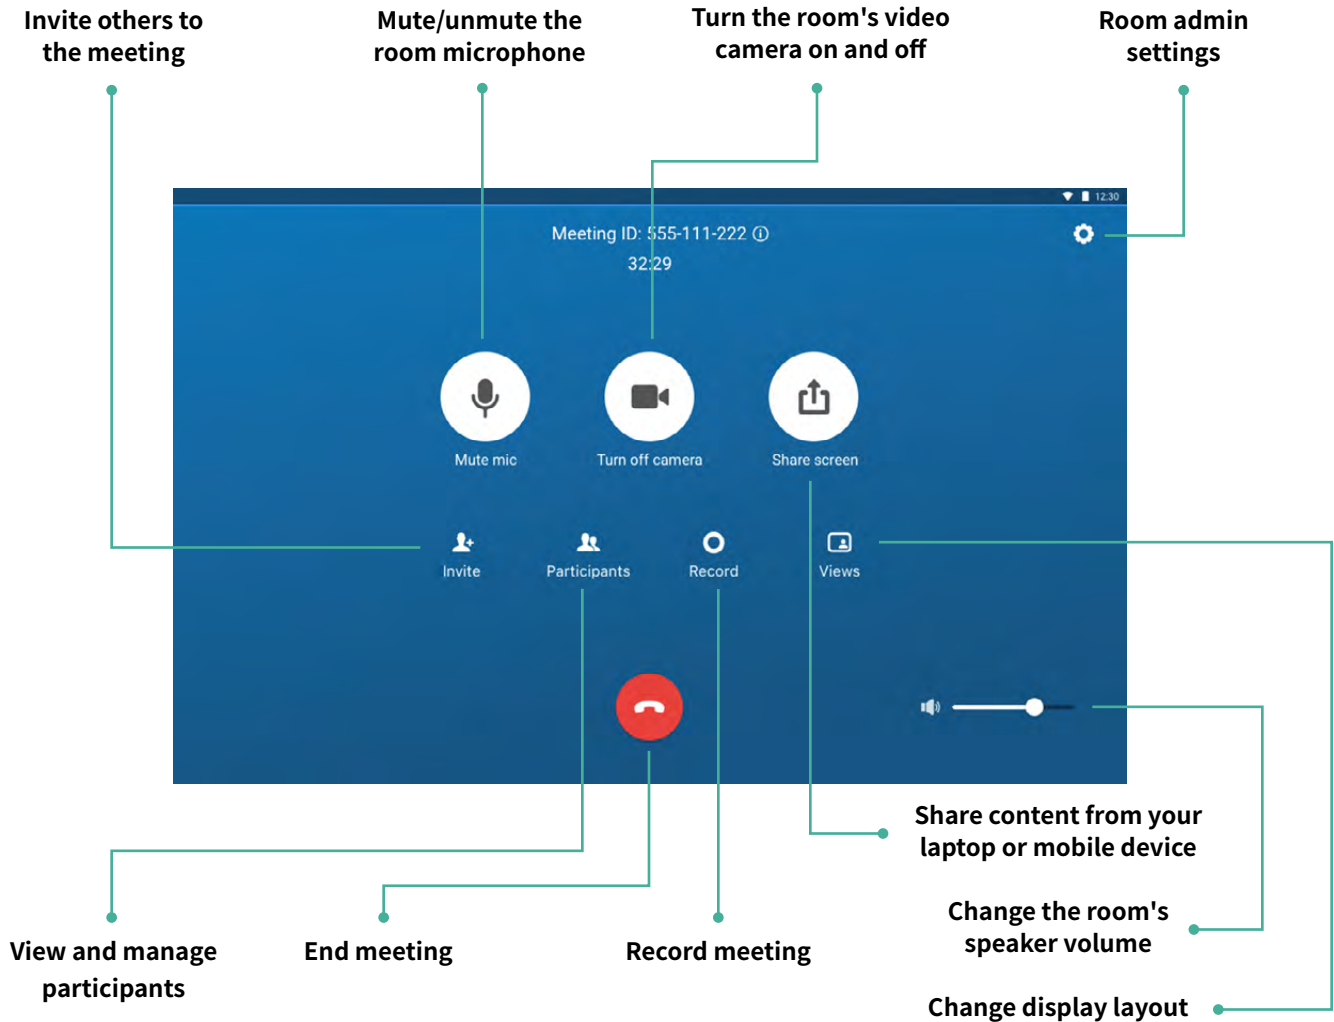 Invite others to
the meeting
Mute/unmute the
room microphone
Turn the room's video
camera on and off
Room admin
settings
12:30
Meeting ID: 555-111-222
32:29
Mute mic
Turn off camera
Share screen
Invite
Participants
Record
Views
Share content from your
laptop or mobile device
Change the room's
speaker volume
View and manage
participants
End meeting
Record meeting
Change display layout